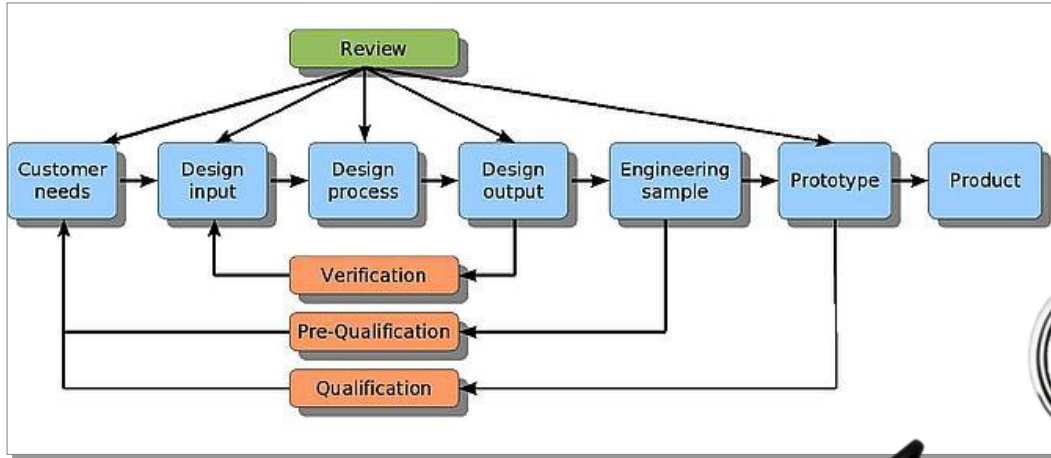 Review
Customer
needs
Design
input
Design
process
Design
output
Engineering
sample
Prototype
Product
Verification
Pre-Qualification
Qualification